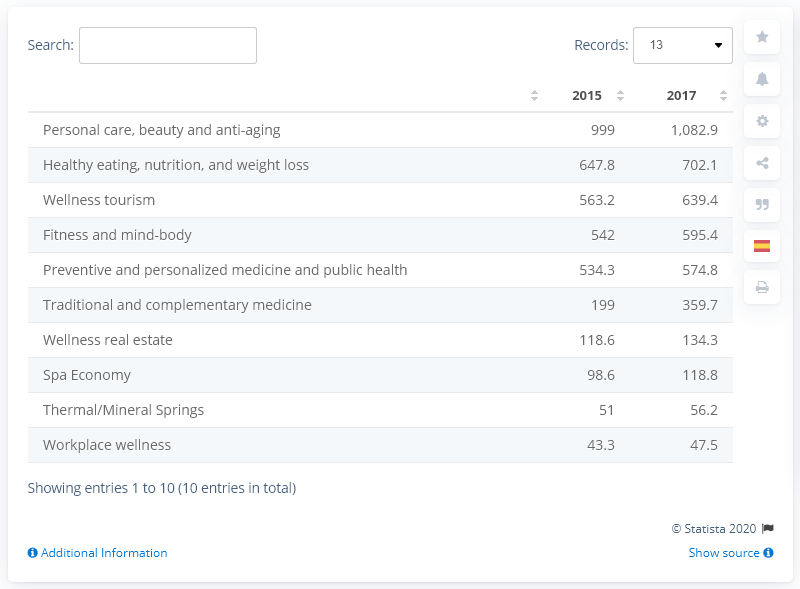 Search:
Records: 13
2015 2017
Personal care, beauty and anti-aging 999 1,082.9
Healthy eating, nutrition, and weight loss 647.8 702.1
Wellness tourism 563.2 639.4
Fitness and mind-body 542 595.4
Preventive and personalized medicine and public health 534.3 574.8
Traditional and complementary medicine 199 359.7
Wellness real estate 118.6 134.3
Spa Economy 98.6 118.8
Thermal/Mineral Springs 51 56.2
Workplace wellness 43.3 47.5
Showing entries 1 to 10 (10 entries in total)
© Statista 2020
Additional Information Show source